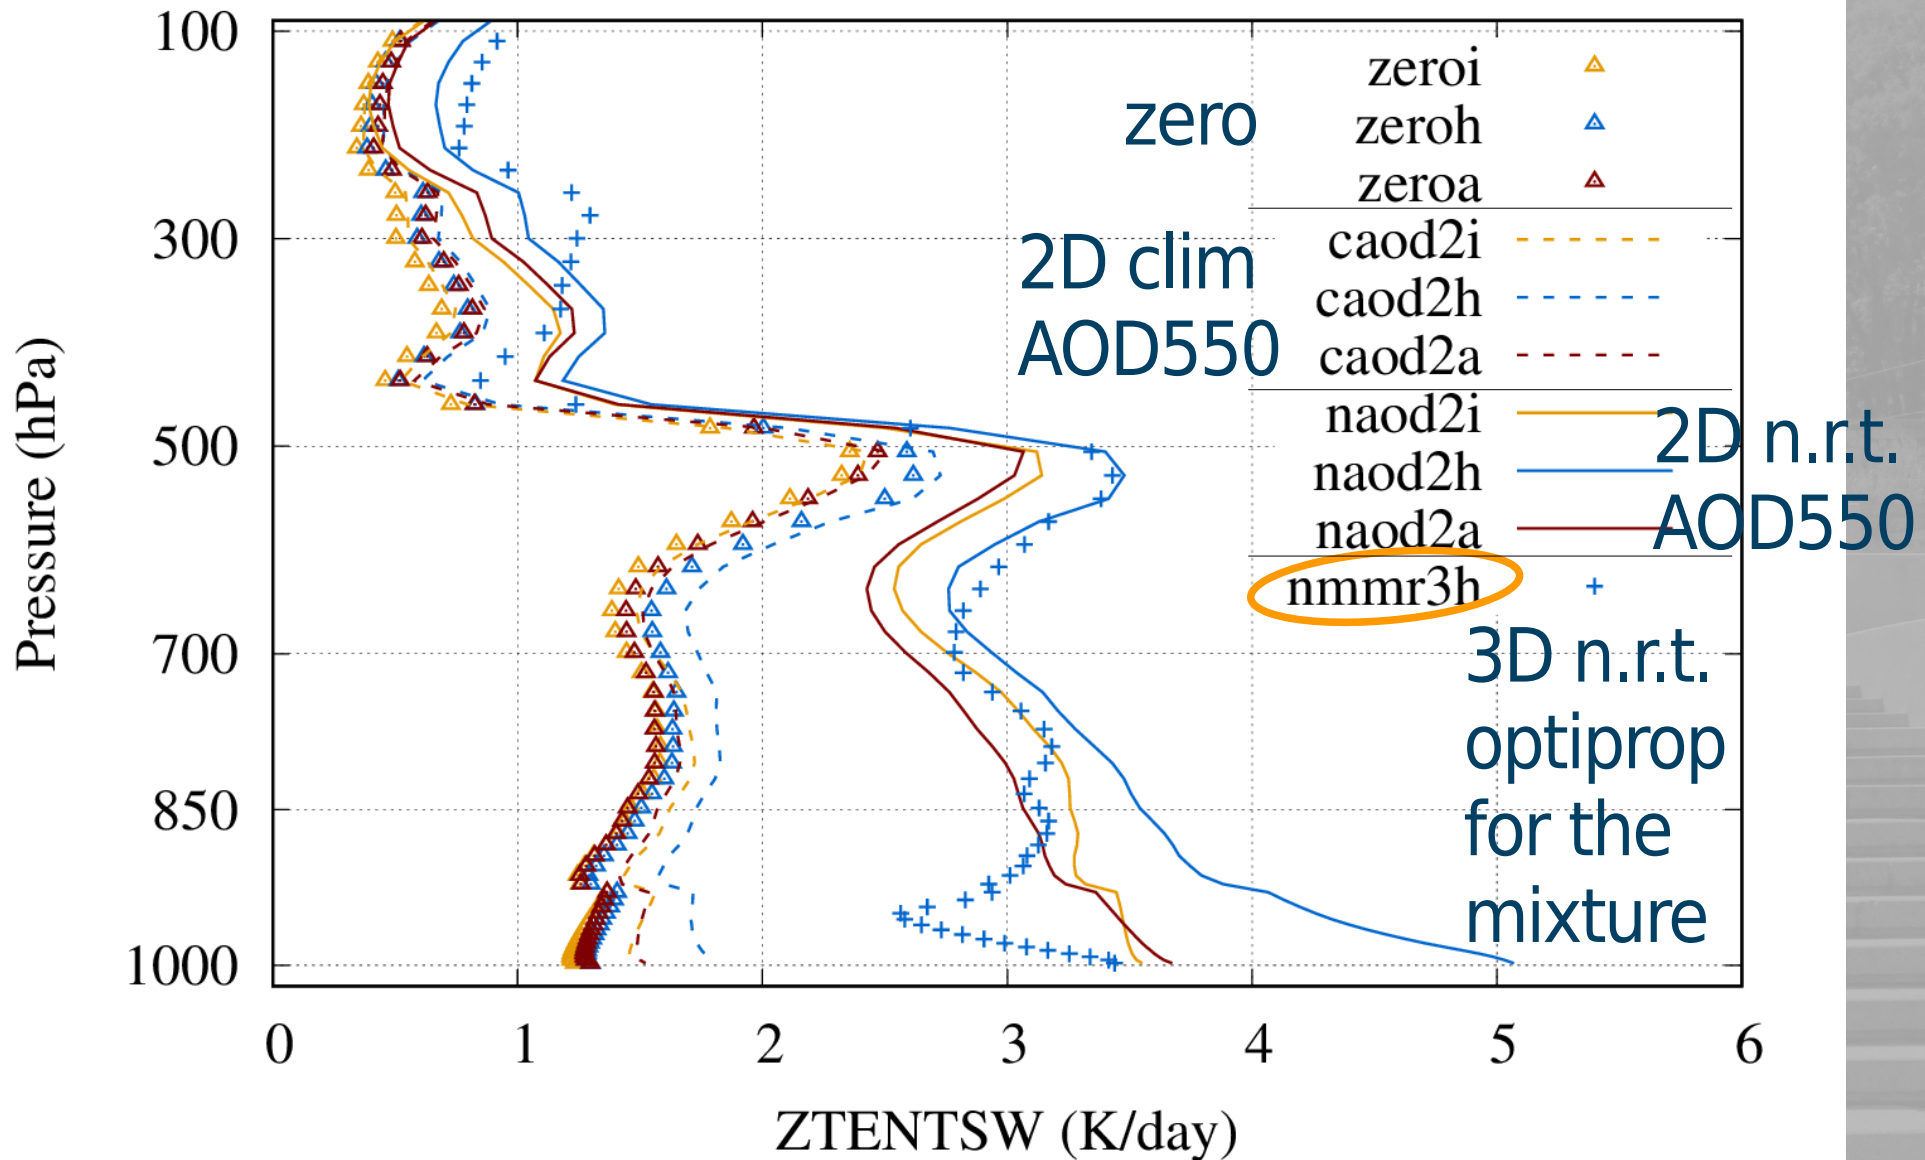 100
300
500
700
850
1000
Pressure (hPa)
0 1 2 3 4 5 6
ZTENTSW (K/day)
zero
zeroi
zeroh
zeroa
2D clim
AOD550
caod2i
caod2h
caod2a
naod2i
naod2h
naod2a
2D n.r.t.
AOD550
nmmr3h
3D n.r.t.
optiprop
for the
mixture